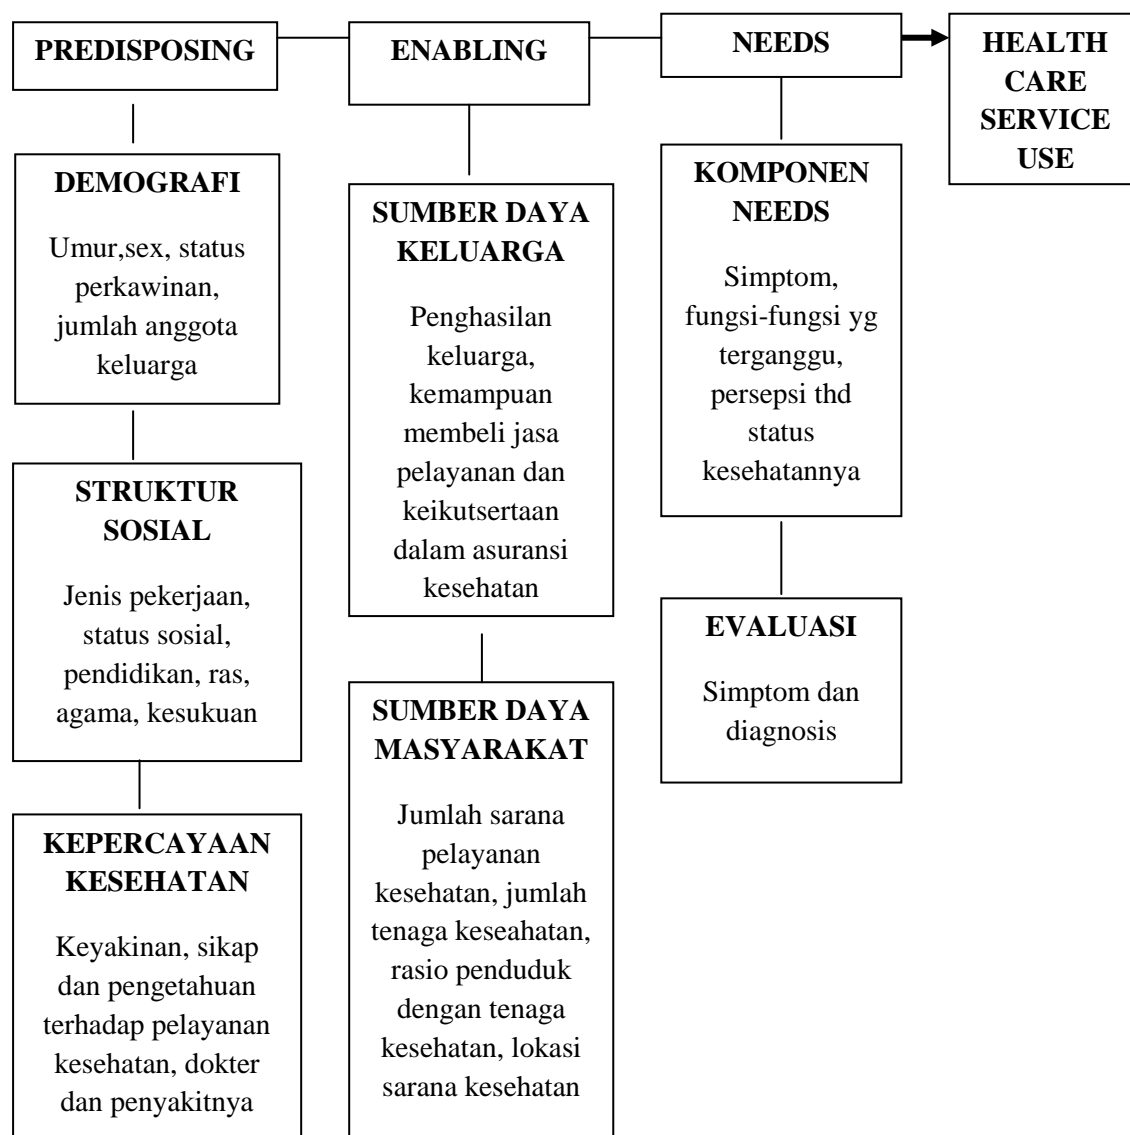 PREDISPOSING
ENABLING
NEEDS
HEALTH
CARE
SERVICE
USE
DEMOGRAFI
Umur,sex, status
perkawinan,
jumlah anggota
keluarga
STRUKTUR
SOSIAL
Jenis pekerjaan,
status sosial,
pendidikan, ras,
agama, kesukuan
KEPERCAYAAN
KESEHATAN
Keyakinan, sikap
dan pengetahuan
terhadap pelayanan
kesehatan, dokter
dan penyakitnya
SUMBER DAYA
KELUARGA
Penghasilan
keluarga,
kemampuan
membeli jasa
pelayanan dan
keikutsertaan
dalam asuransi
kesehatan
SUMBER DAYA
MASYARAKAT
Jumlah sarana
pelayanan
kesehatan, jumlah
tenaga keseahatan,
rasio penduduk
dengan tenaga
kesehatan, lokasi
sarana kesehatan
KOMPONEN
NEEDS
Simptom,
fungsi-fungsi yg
terganggu,
persepsi thd
status
kesehatannya
EVALUASI
Simptom dan
diagnosis